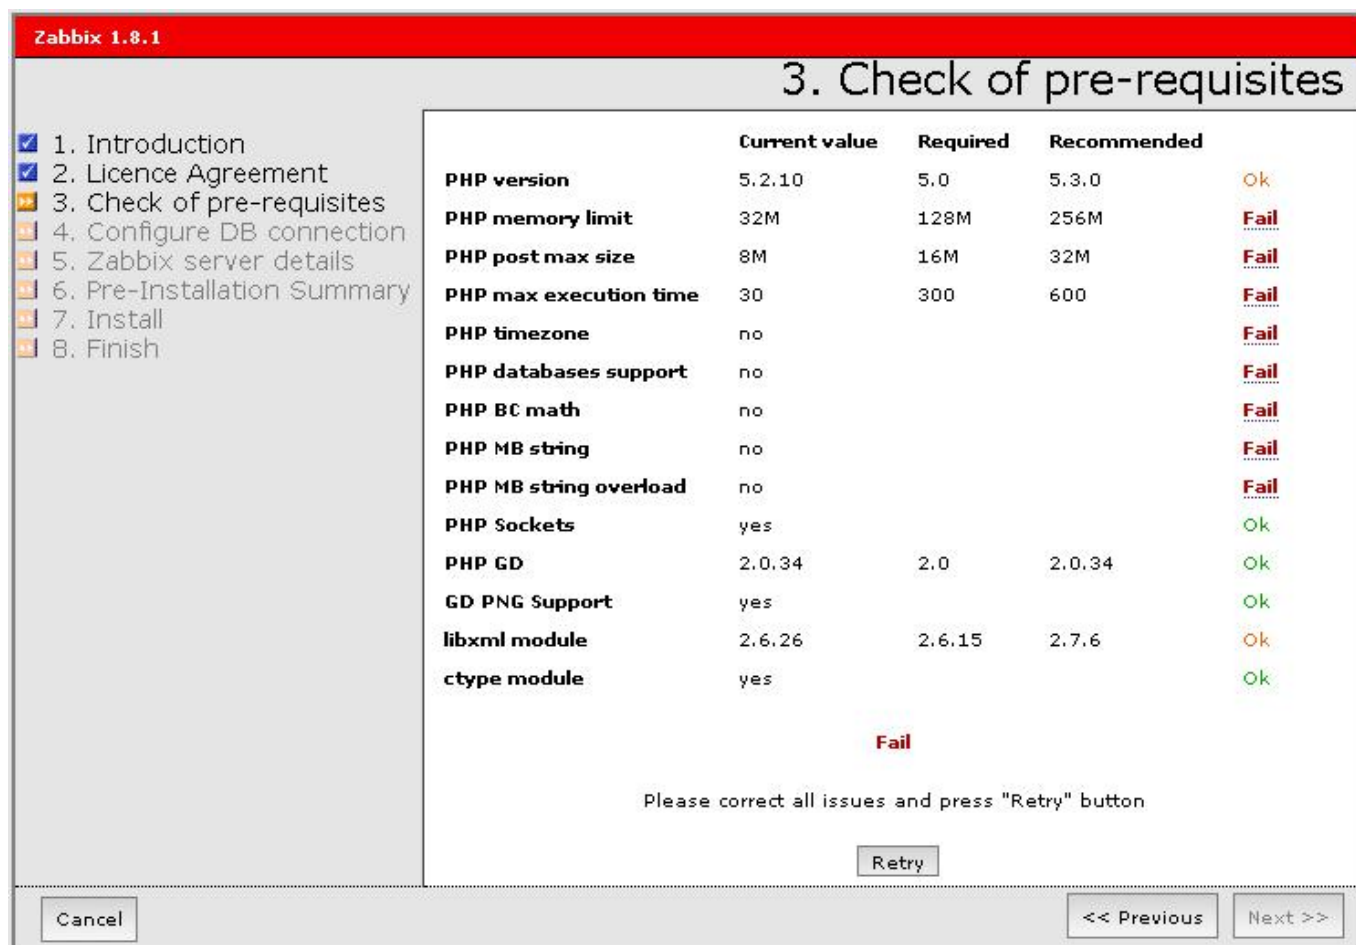 Zabbix 1.8.1
3. Check of pre-requisites
1. Introduction
2. Licence Agreement
3. Check of pre-requisites
4. Configure DB connection
5. Zabbix server details
6. Pre-Installation Summary
7. Install
8. Finish
Current value Required Recommended
PHP version 5.2.10 5.0 5.3.0 Ok
PHP memory limit 32M 128M 256M Fail
PHP post max size 8M 16M 32M Fail
PHP max execution time 30 300 600 Fail
PHP timezone no Fail
PHP databases support no Fail
PHP BC math no Fail
PHP MB string no Fail
PHP MB string overload no Fail
PHP Sockets yes Ok
PHP GD 2.0.34 2.0 2.0.34 Ok
GD PNG Support yes Ok
libxml module 2.6.26 2.6.15 2.7.6 Ok
ctype module yes Ok
Fail
Please correct all issues and press "Retry" button
Retry
Cancel << Previous Next >>